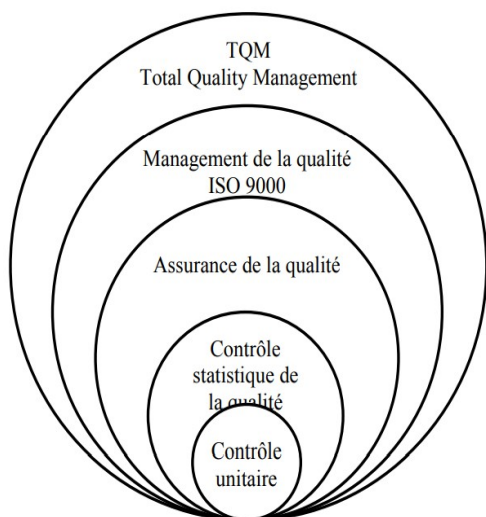 TQM
Total Quality Management
Management de la qualité
ISO 9000
Assurance de la qualité
Contrôle
statistique de
la qualité
Contrôle
unitaire